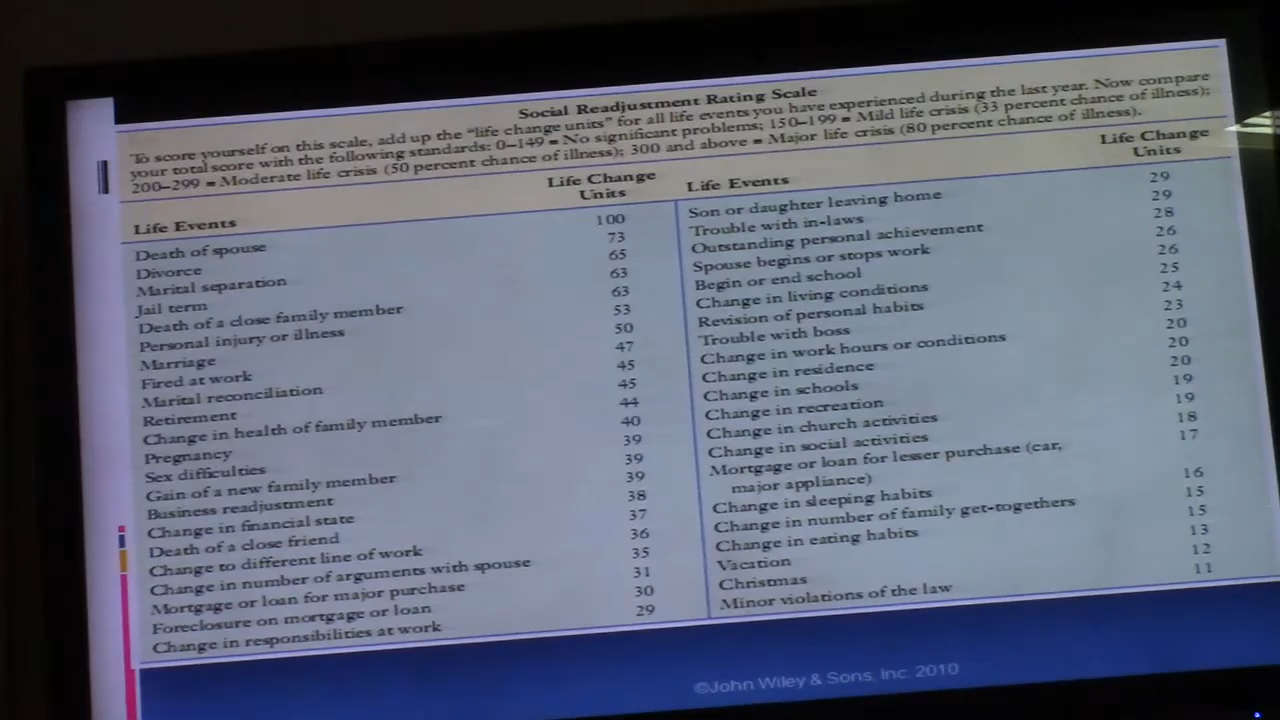 Social Readjustment Rating Scale
To score yourself on this scale, add up the "life change units" for all life events you have experienced during the last year. Now compare
your total score with the following standards: 0–149 = No significant problems; 150–199 = Mild life crisis (33 percent chance of illness);
200–299 = Moderate life crisis (50 percent chance of illness); 300 and above = Major life crisis (80 percent chance of illness).
Life Events Life Change Units
Death of spouse 100
Divorce 73
Marital separation 65
Jail term 63
Death of a close family member 63
Personal injury or illness 53
Marriage 50
Fired at work 47
Marital reconciliation 45
Retirement 45
Change in health of family member 44
Pregnancy 40
Sex difficulties 39
Gain of a new family member 39
Business readjustment 39
Change in financial state 38
Death of a close friend 37
Change to different line of work 36
Change in number of arguments with spouse 35
Mortgage or loan for major purchase 31
Foreclosure on mortgage or loan 30
Change in responsibilities at work 29
Life Events Life Change Units
Son or daughter leaving home 29
Trouble with in-laws 29
Outstanding personal achievement 28
Spouse begins or stops work 26
Begin or end school 26
Change in living conditions 25
Revision of personal habits 24
Trouble with boss 23
Change in work hours or conditions 20
Change in residence 20
Change in schools 20
Change in recreation 19
Change in church activities 19
Change in social activities 18
Mortgage or loan for lesser purchase (car, 17
major appliance)
Change in sleeping habits 16
Change in number of family get-togethers 15
Change in eating habits 15
Vacation 13
Christmas 12
Minor violations of the law 11
©John Wiley & Sons, Inc. 2010